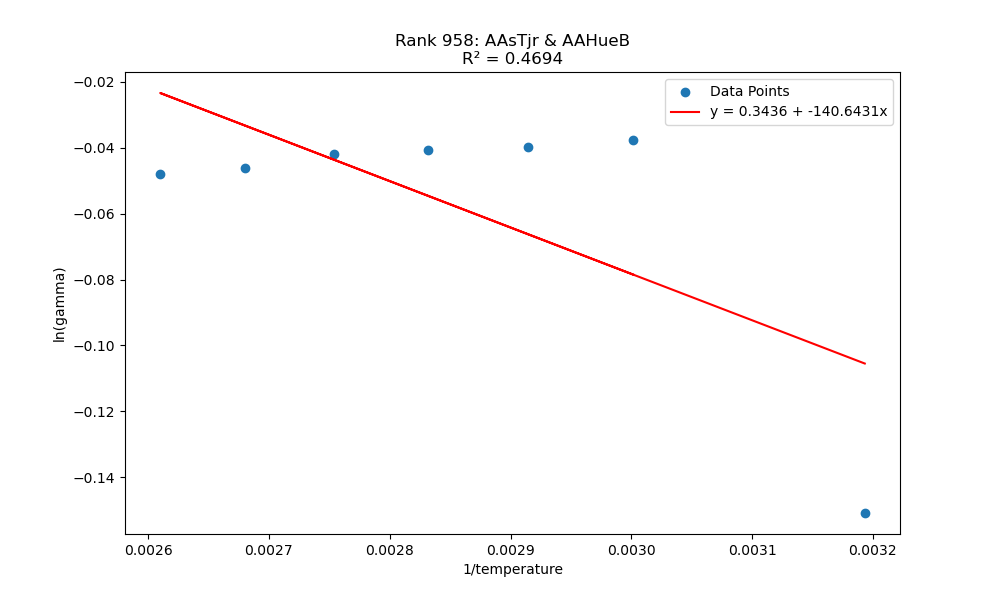 Rank 958: AAsTjr & AAHueB
R² = 0.4694
Data Points
y = 0.3436 + -140.6431x
−0.02
−0.04
−0.06
−0.08
−0.10
−0.12
−0.14
ln(gamma)
0.0026 0.0027 0.0028 0.0029 0.0030 0.0031 0.0032
1/temperature